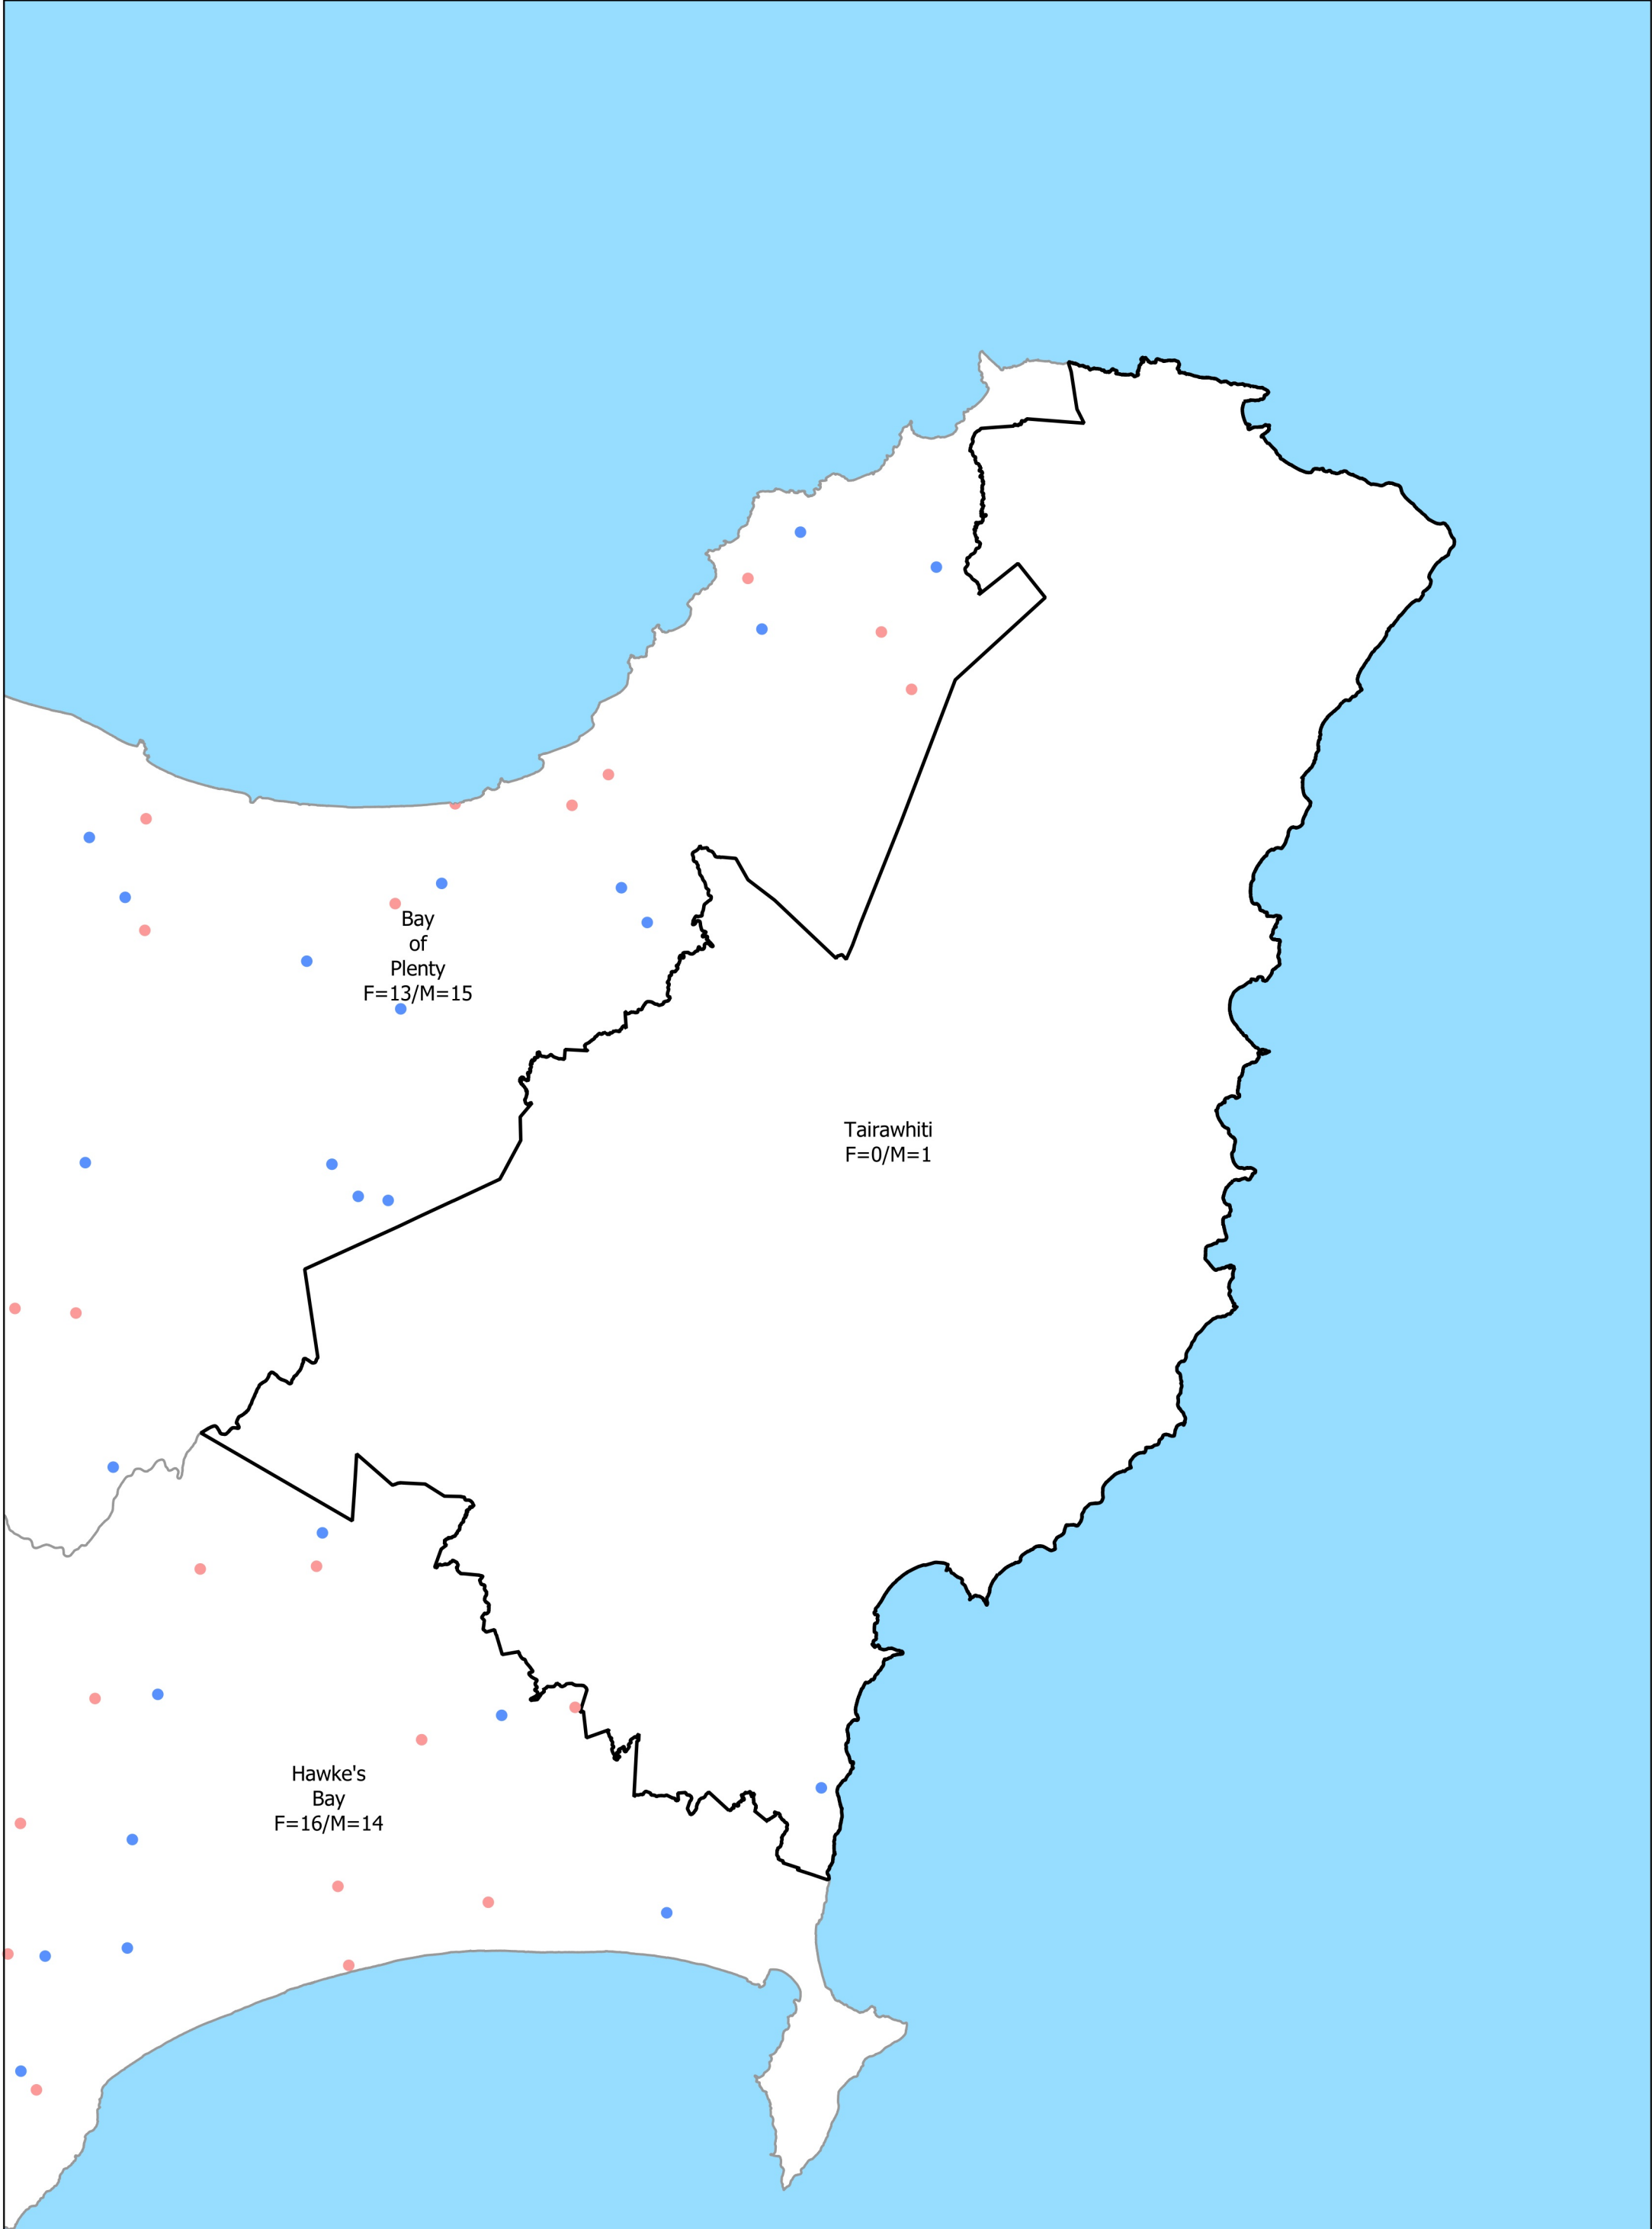 Bay
of
Plenty
F=13/M=15
Tairawhiti
F=0/M=1
Hawke's
Bay
F=16/M=14